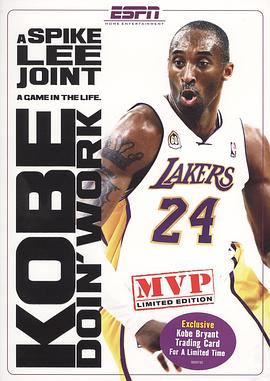 ESPN
HOME ENTERTAINMENT
A SPIKE
LEE
JOINT
A GAME IN THE LIFE.
KOBE
DOIN' WORK
LAKERS
24
MVP
LIMITED EDITION
Exclusive
Kobe Bryant
Trading Card
For A Limited Time